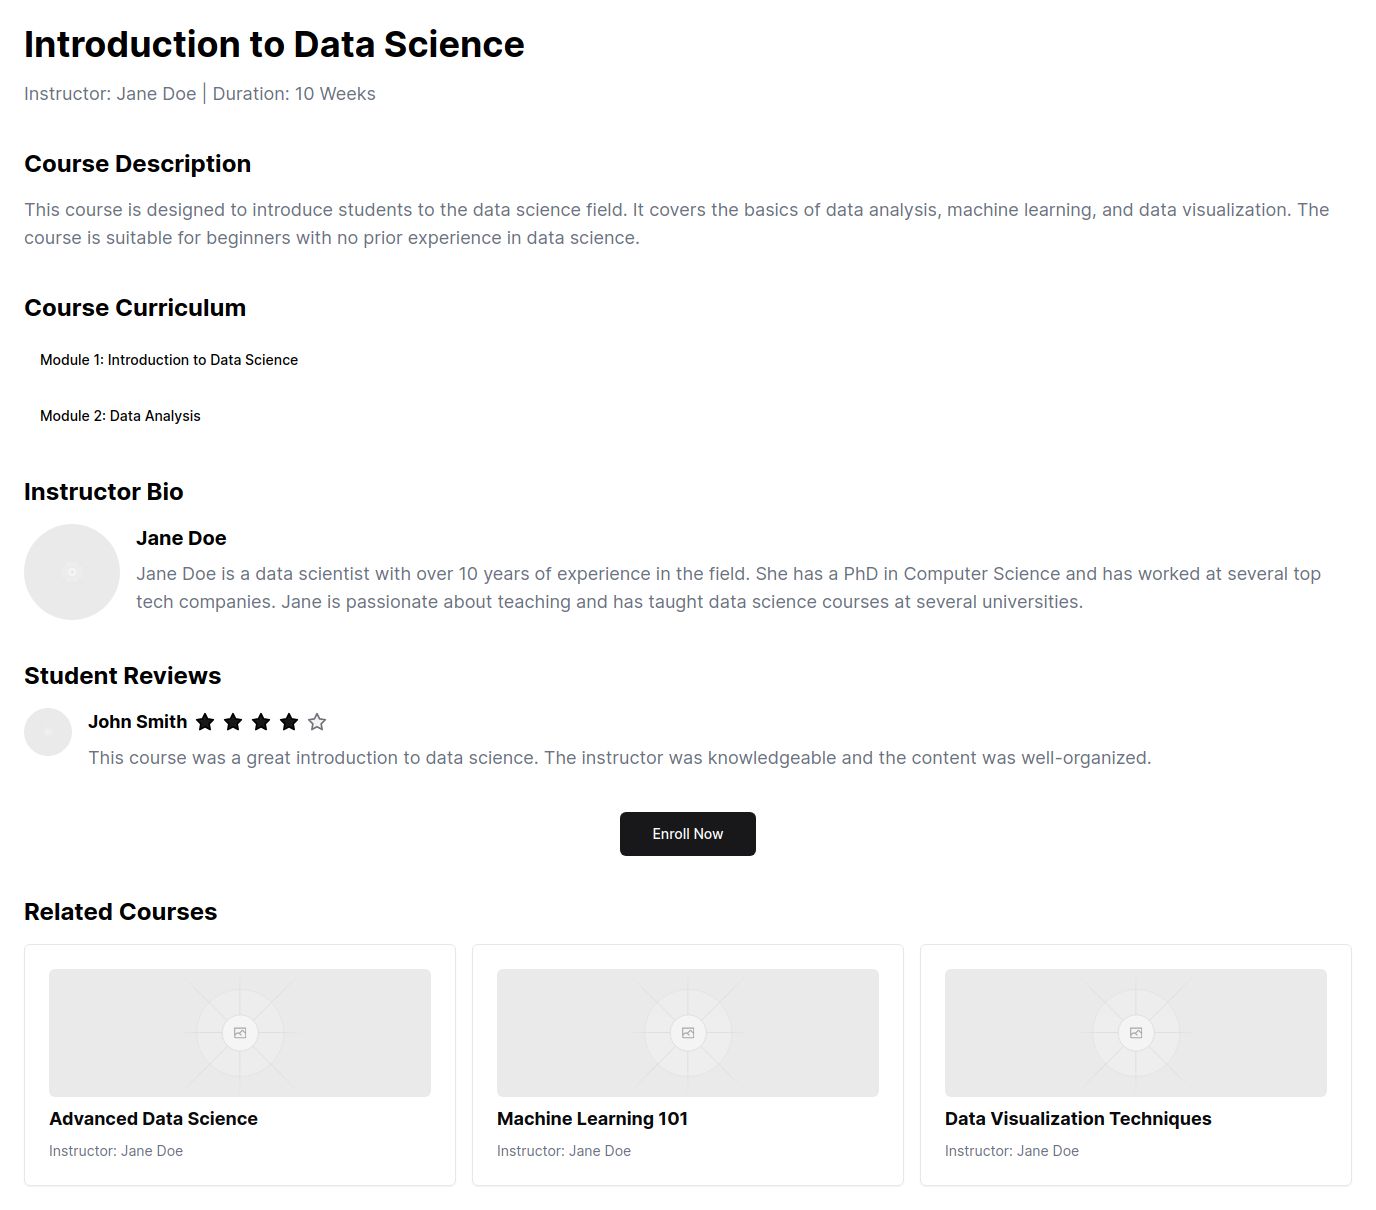 Introduction to Data Science
Instructor: Jane Doe | Duration: 10 Weeks
Course Description
This course is designed to introduce students to the data science field. It covers the basics of data analysis, machine learning, and data visualization. The
course is suitable for beginners with no prior experience in data science.
Course Curriculum
Module 1: Introduction to Data Science
Module 2: Data Analysis
Instructor Bio
Jane Doe
Jane Doe is a data scientist with over 10 years of experience in the field. She has a PhD in Computer Science and has worked at several top
tech companies. Jane is passionate about teaching and has taught data science courses at several universities.
Student Reviews
John Smith
This course was a great introduction to data science. The instructor was knowledgeable and the content was well-organized.
Enroll Now
Related Courses
Advanced Data Science
Instructor: Jane Doe
Machine Learning 101
Instructor: Jane Doe
Data Visualization Techniques
Instructor: Jane Doe